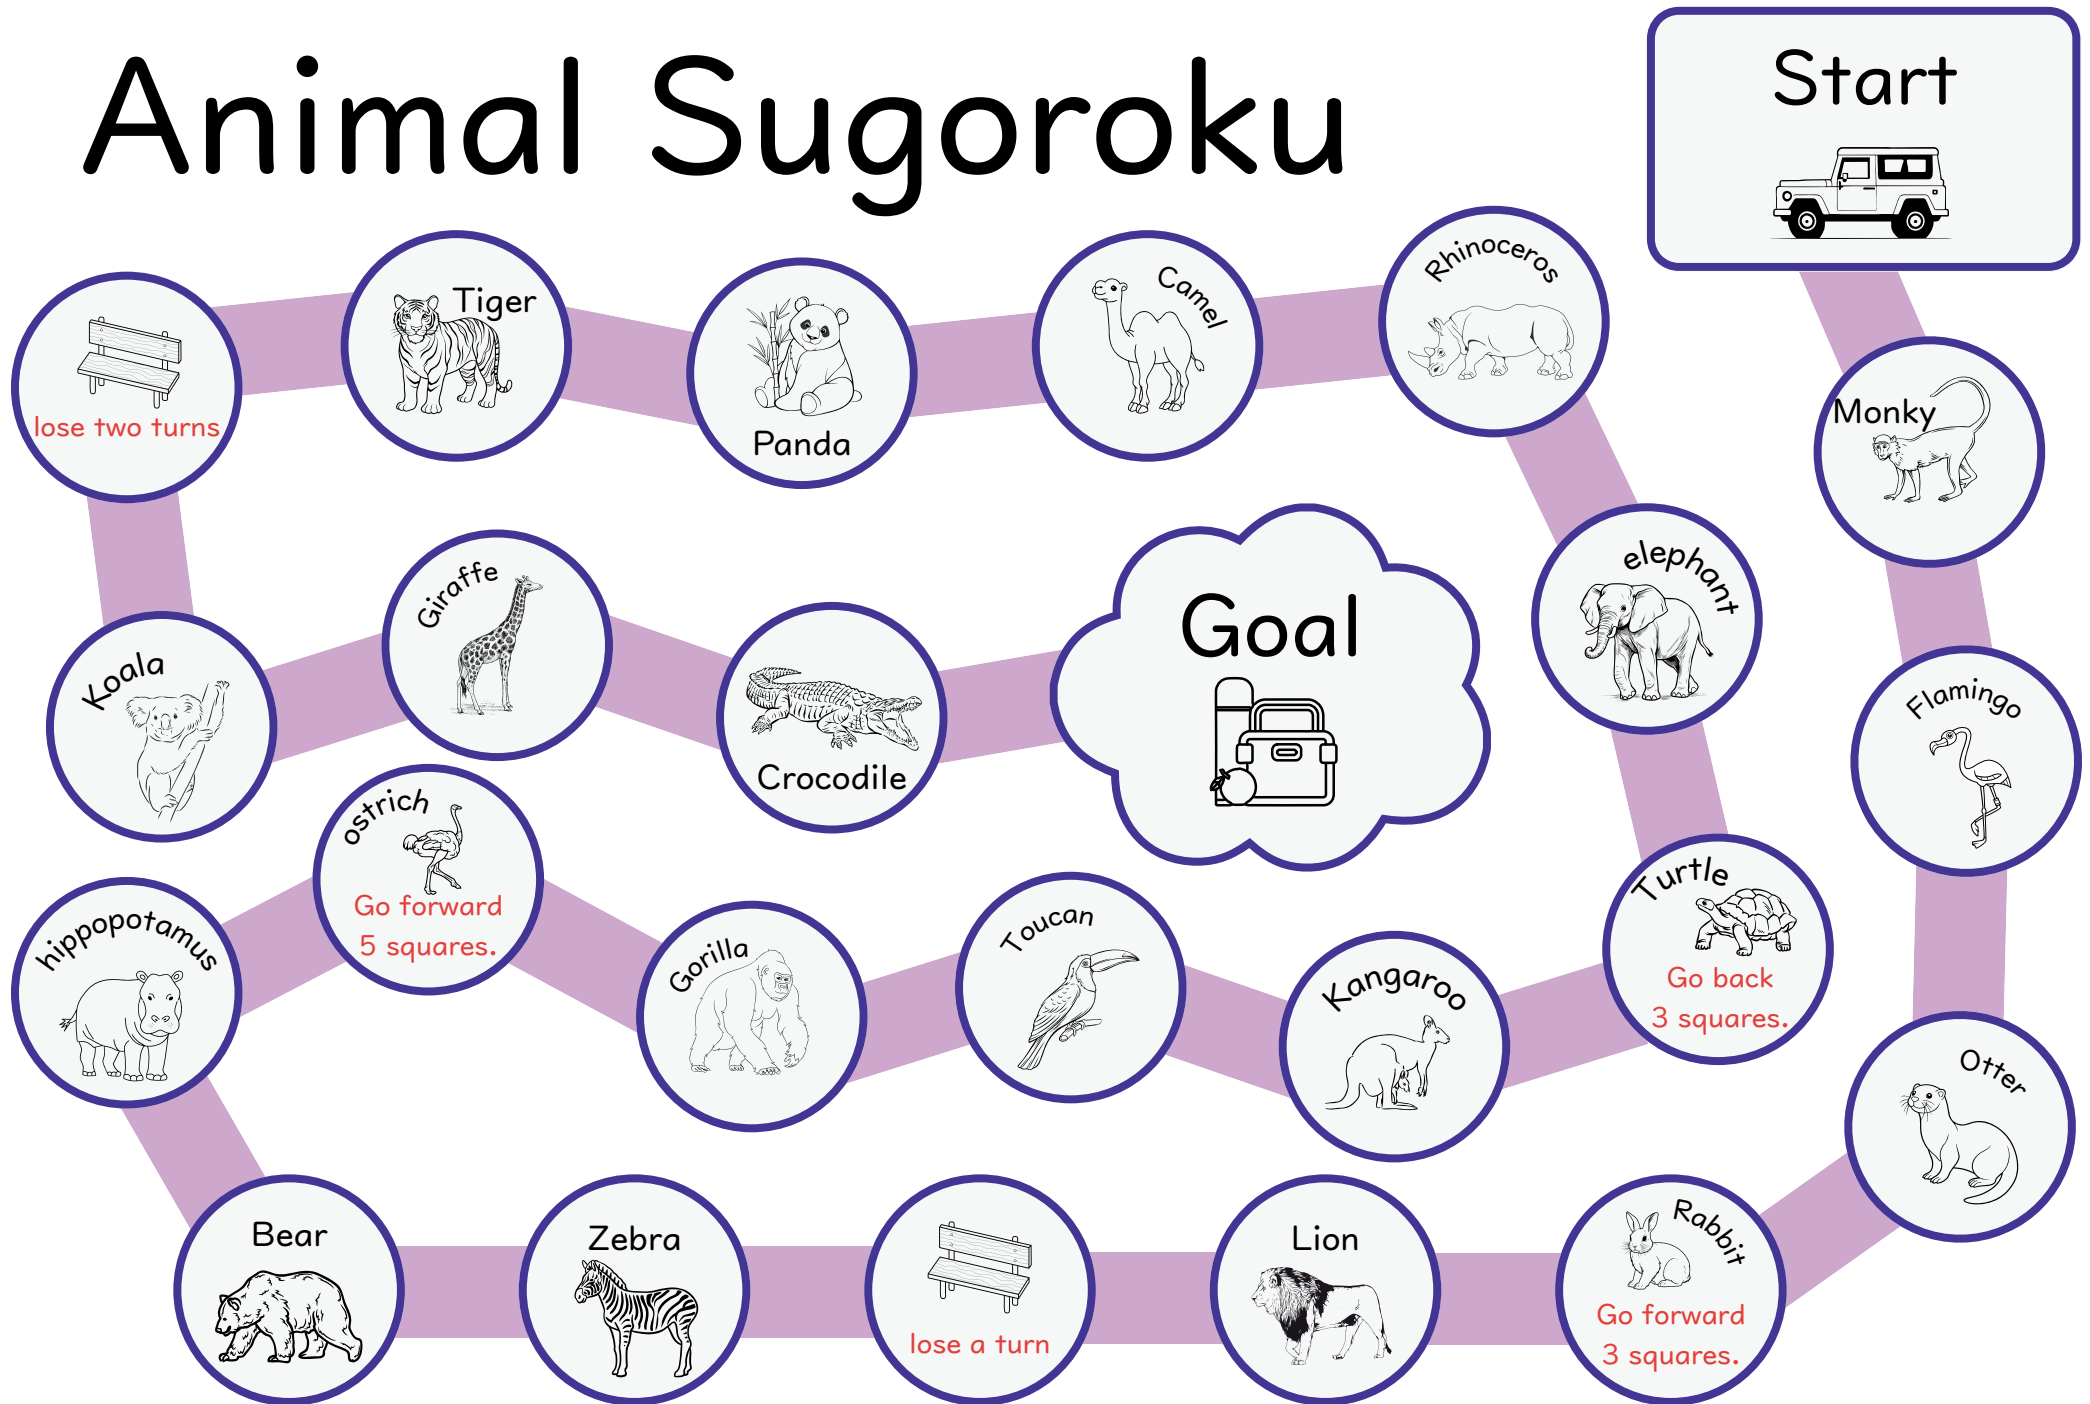 Animal Sugoroku
Start
Monky
Flamingo
Otter
Rabbit
Go forward
3 squares.
Lion
lose a turn
Zebra
Bear
hippopotamus
ostrich
Go forward
5 squares.
Gorilla
Toucan
Kangaroo
Turtle
Go back
3 squares.
elephant
Rhinoceros
Camel
Panda
Tiger
lose two turns
Koala
Giraffe
Crocodile
Goal